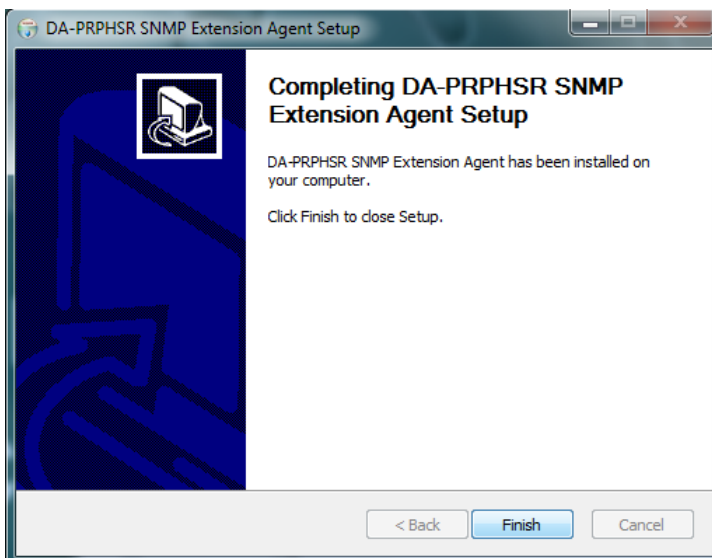 DA-PRPHSR SNMP Extension Agent Setup
Completing DA-PRPHSR SNMP
Extension Agent Setup
DA-PRPHSR SNMP Extension Agent has been installed on
your computer.
Click Finish to close Setup.
< Back
Finish
Cancel